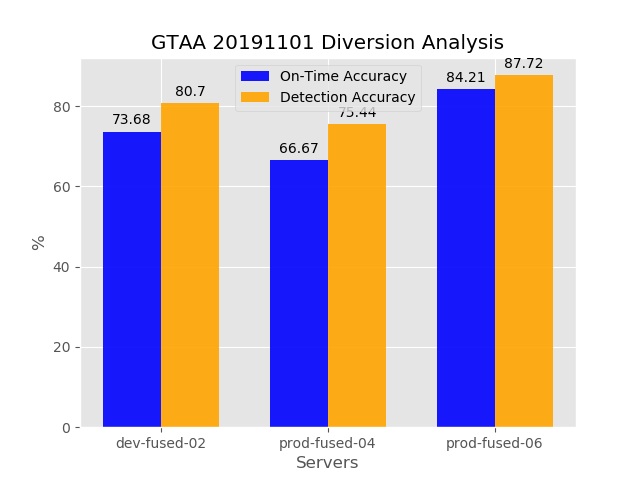 GTAA 20191101 Diversion Analysis
On-Time Accuracy
Detection Accuracy
73.68
80.7
66.67
75.44
84.21
87.72
80
60
40
20
0
%
dev-fused-02
prod-fused-04
prod-fused-06
Servers